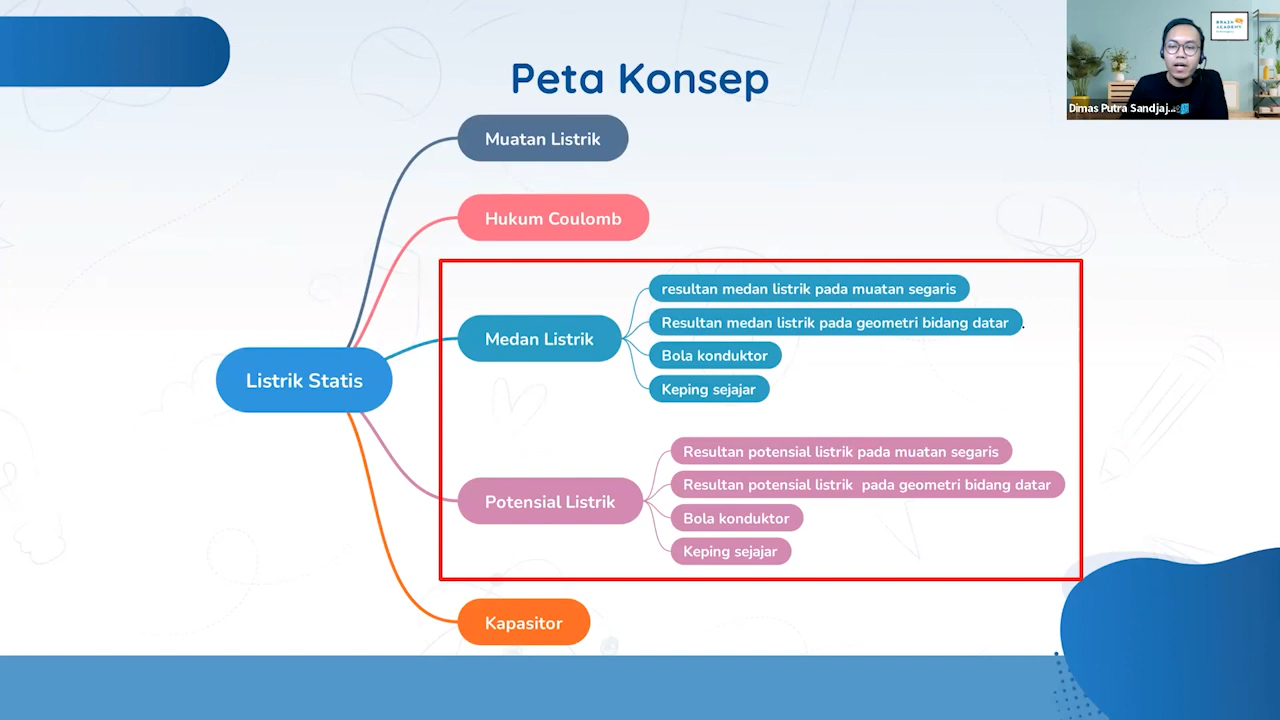 Peta Konsep
BRAIN
ACADEMY
Dimas Putra Sandjaj...
Muatan Listrik
Hukum Coulomb
Medan Listrik
resultan medan listrik pada muatan segaris
Resultan medan listrik pada geometri bidang datar .
Bola konduktor
Keping sejajar
Listrik Statis
Potensial Listrik
Resultan potensial listrik pada muatan segaris
Resultan potensial listrik pada geometri bidang datar
Bola konduktor
Keping sejajar
Kapasitor